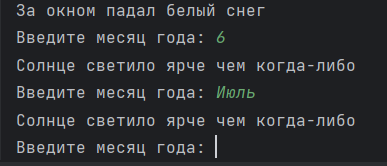 За окном падал белый снег
Введите месяц года: 6
Солнце светило ярче чем когда-либо
Введите месяц года: Июль
Солнце светило ярче чем когда-либо
Введите месяц года: